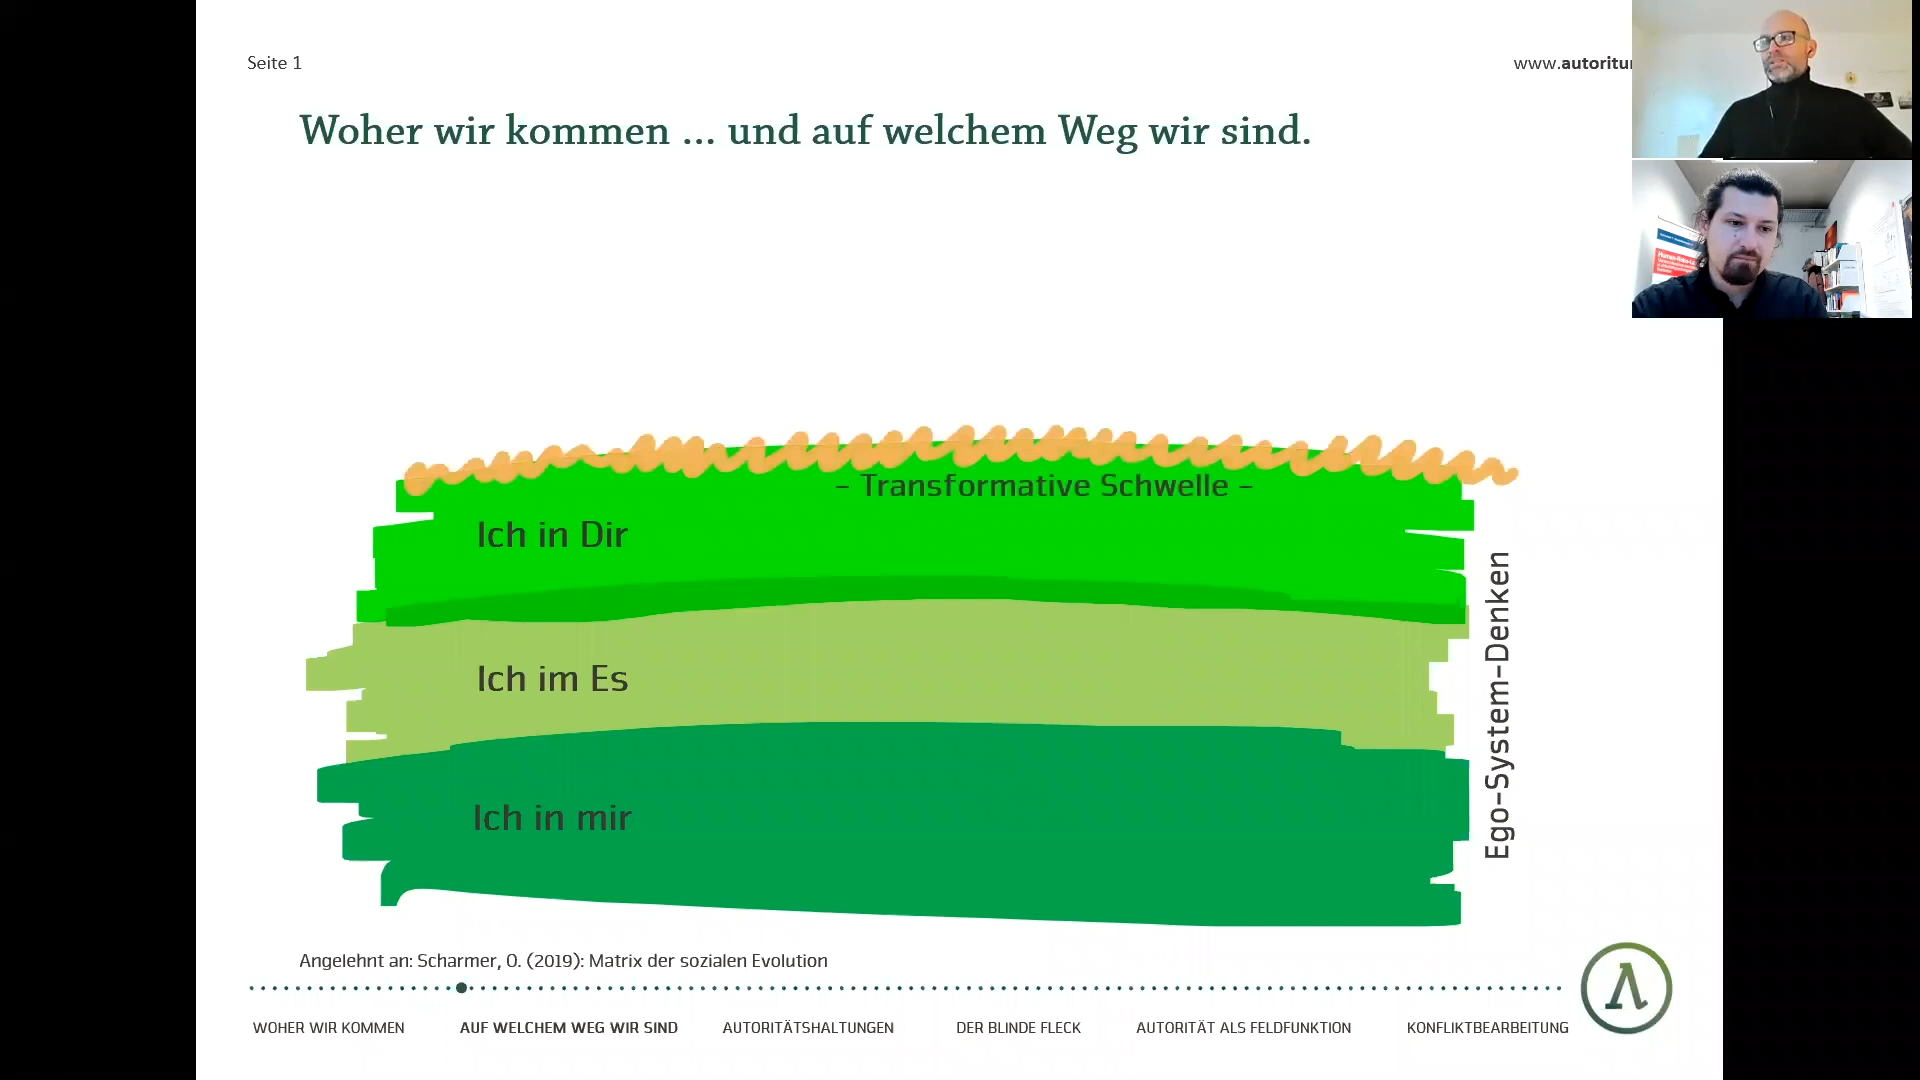 Seite 1
www.autoritu
Woher wir kommen ... und auf welchem Weg wir sind.
– Transformative Schwelle –
Ich in Dir
Ich im Es
Ich in mir
Ego-System-Denken
Angelehnt an: Scharmer, O. (2019): Matrix der sozialen Evolution
WOHER WIR KOMMEN
AUF WELCHEM WEG WIR SIND
AUTORITÄTSHALTUNGEN
DER BLINDE FLECK
AUTORITÄT ALS FELDFUNKTION
KONFLIKTBEARBEITUNG